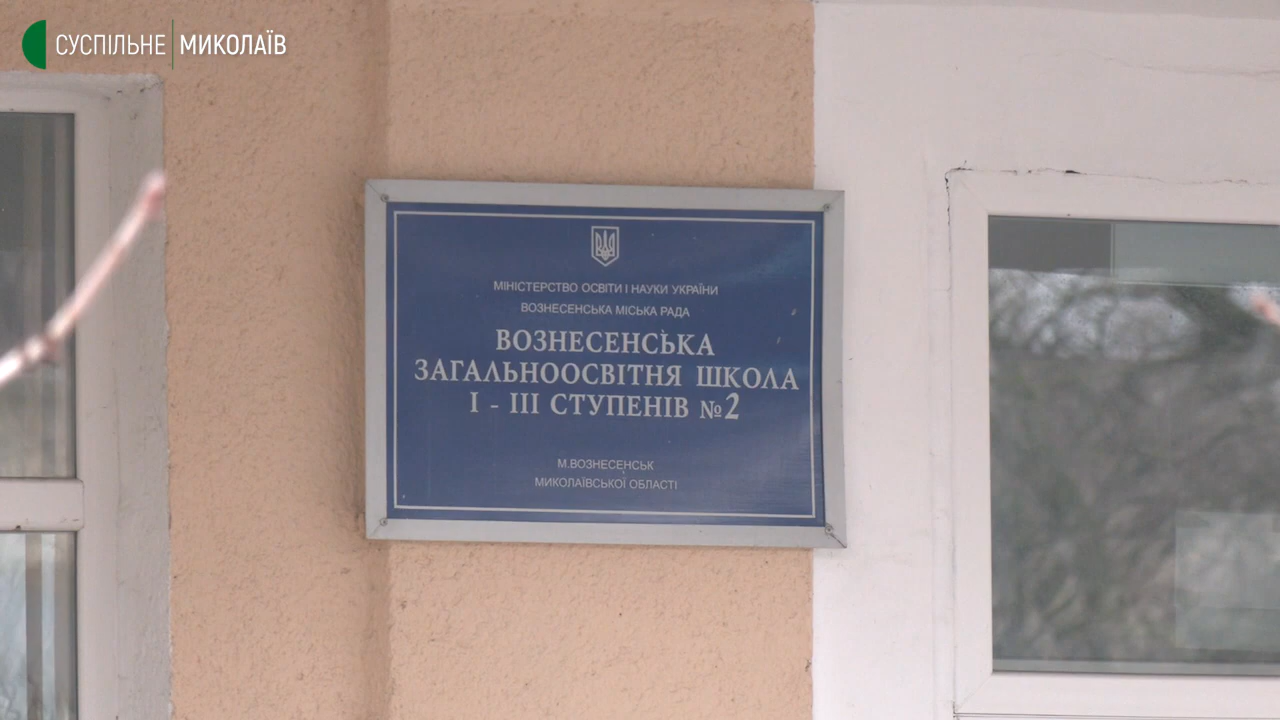 СУСПІЛЬНЕ МИКОЛАЇВ
МІНІСТЕРСТВО ОСВІТИ І НАУКИ УКРАЇНИ
ВОЗНЕСЕНСЬКА МІСЬКА РАДА
ВОЗНЕСЕНСЬКА
ЗАГАЛЬНООСВІТНЯ ШКОЛА
І - ІІІ СТУПЕНІВ №2
М.ВОЗНЕСЕНСЬК
МИКОЛАЇВСЬКОЇ ОБЛАСТІ